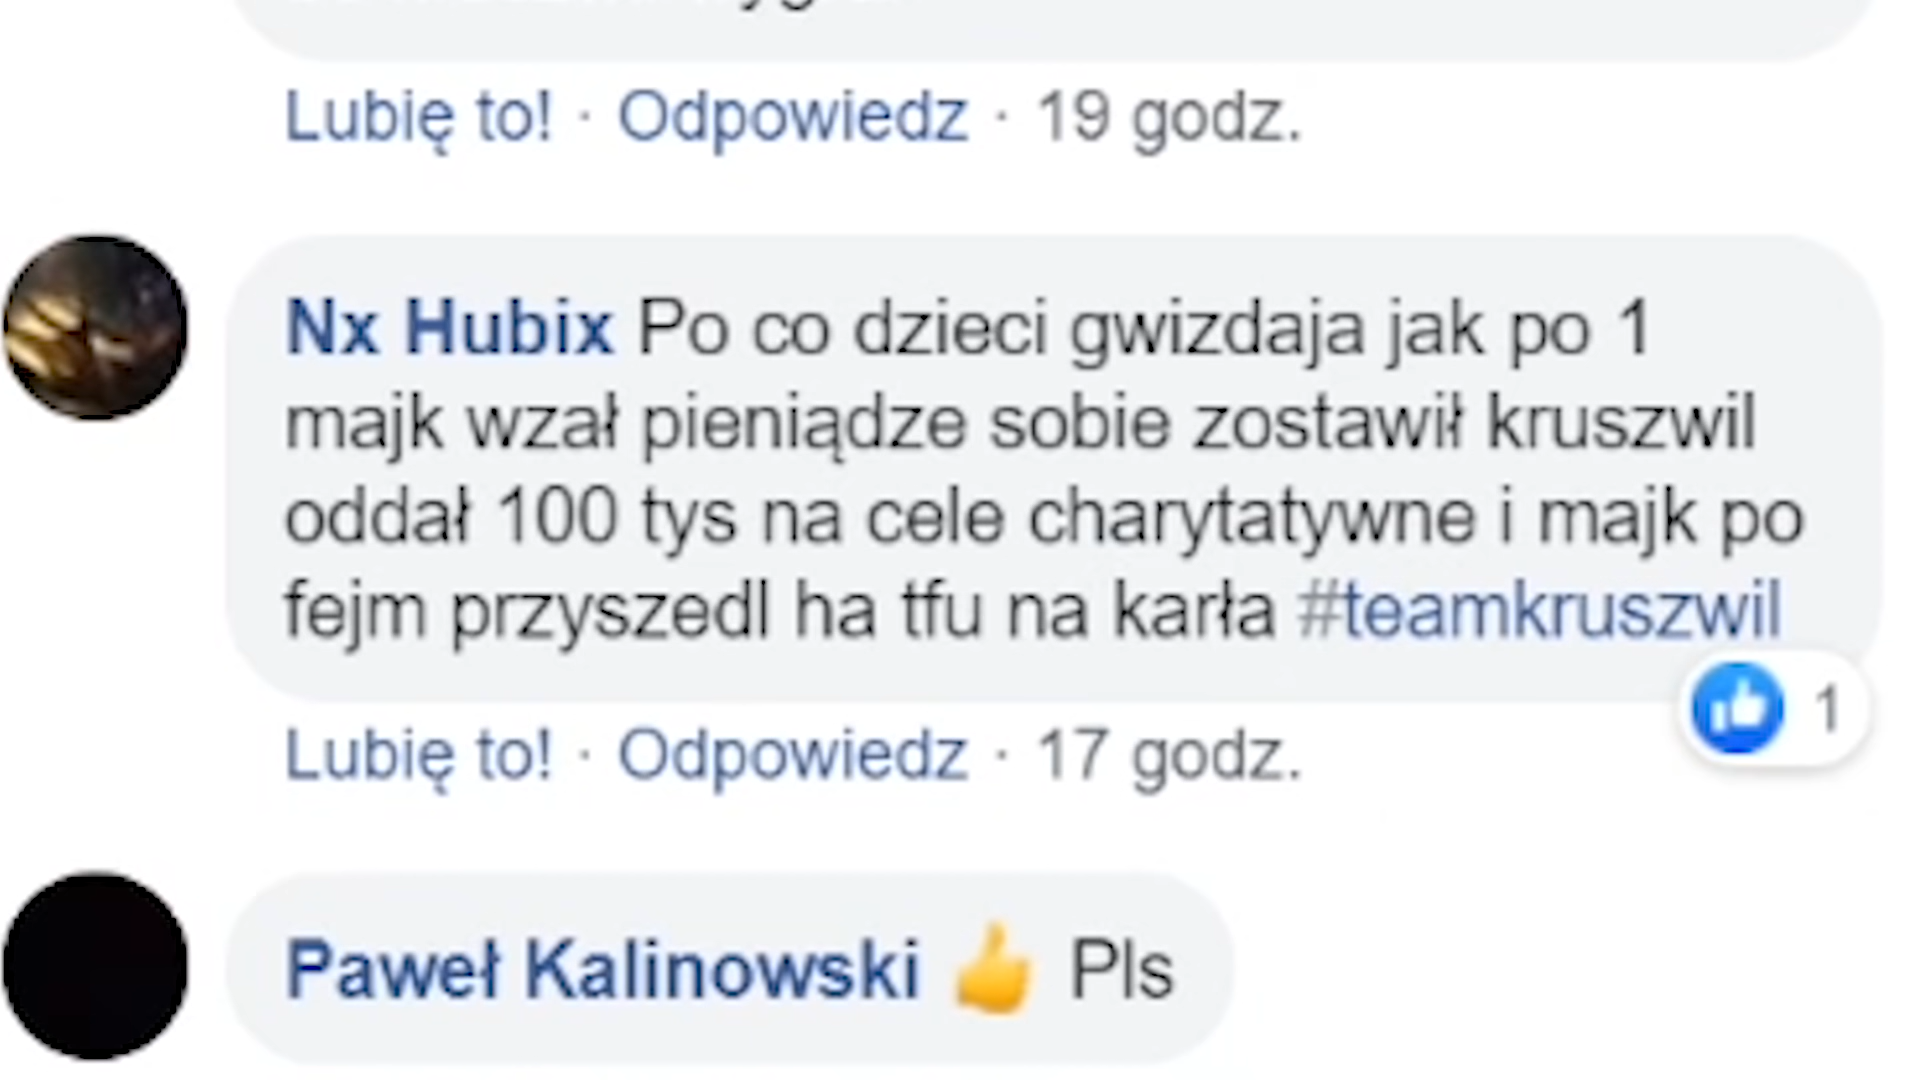 Lubię to! · Odpowiedz · 19 godz.
Nx Hubix Po co dzieci gwizdaja jak po 1
majk wzał pieniądze sobie zostawił kruszwil
oddał 100 tys na cele charytatywne i majk po
fejm przyszedl ha tfu na karła #teamkruszwil
1
Lubię to! · Odpowiedz · 17 godz.
Paweł Kalinowski 👍 Pls